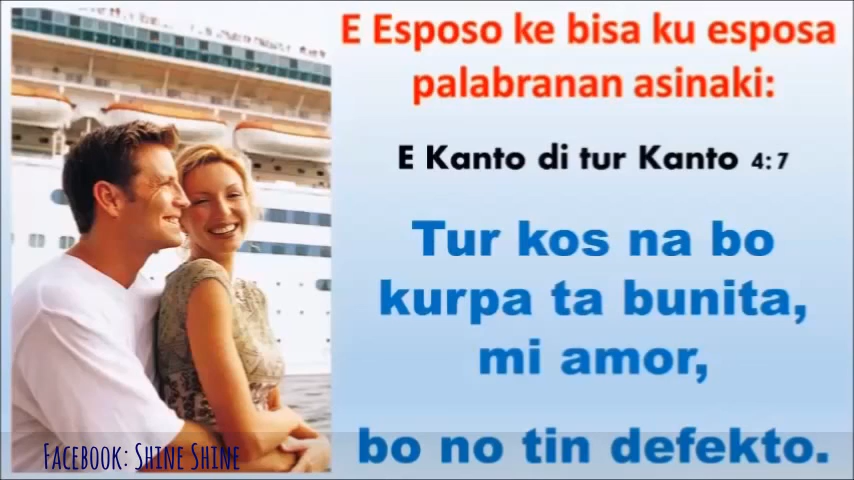 E Esposo ke bisa ku esposa
palabranan asinaki:
E Kanto di tur Kanto 4:7
Tur kos na bo
kurpa ta bunita,
mi amor,
bo no tin defekto.
Facebook: Shine Shine